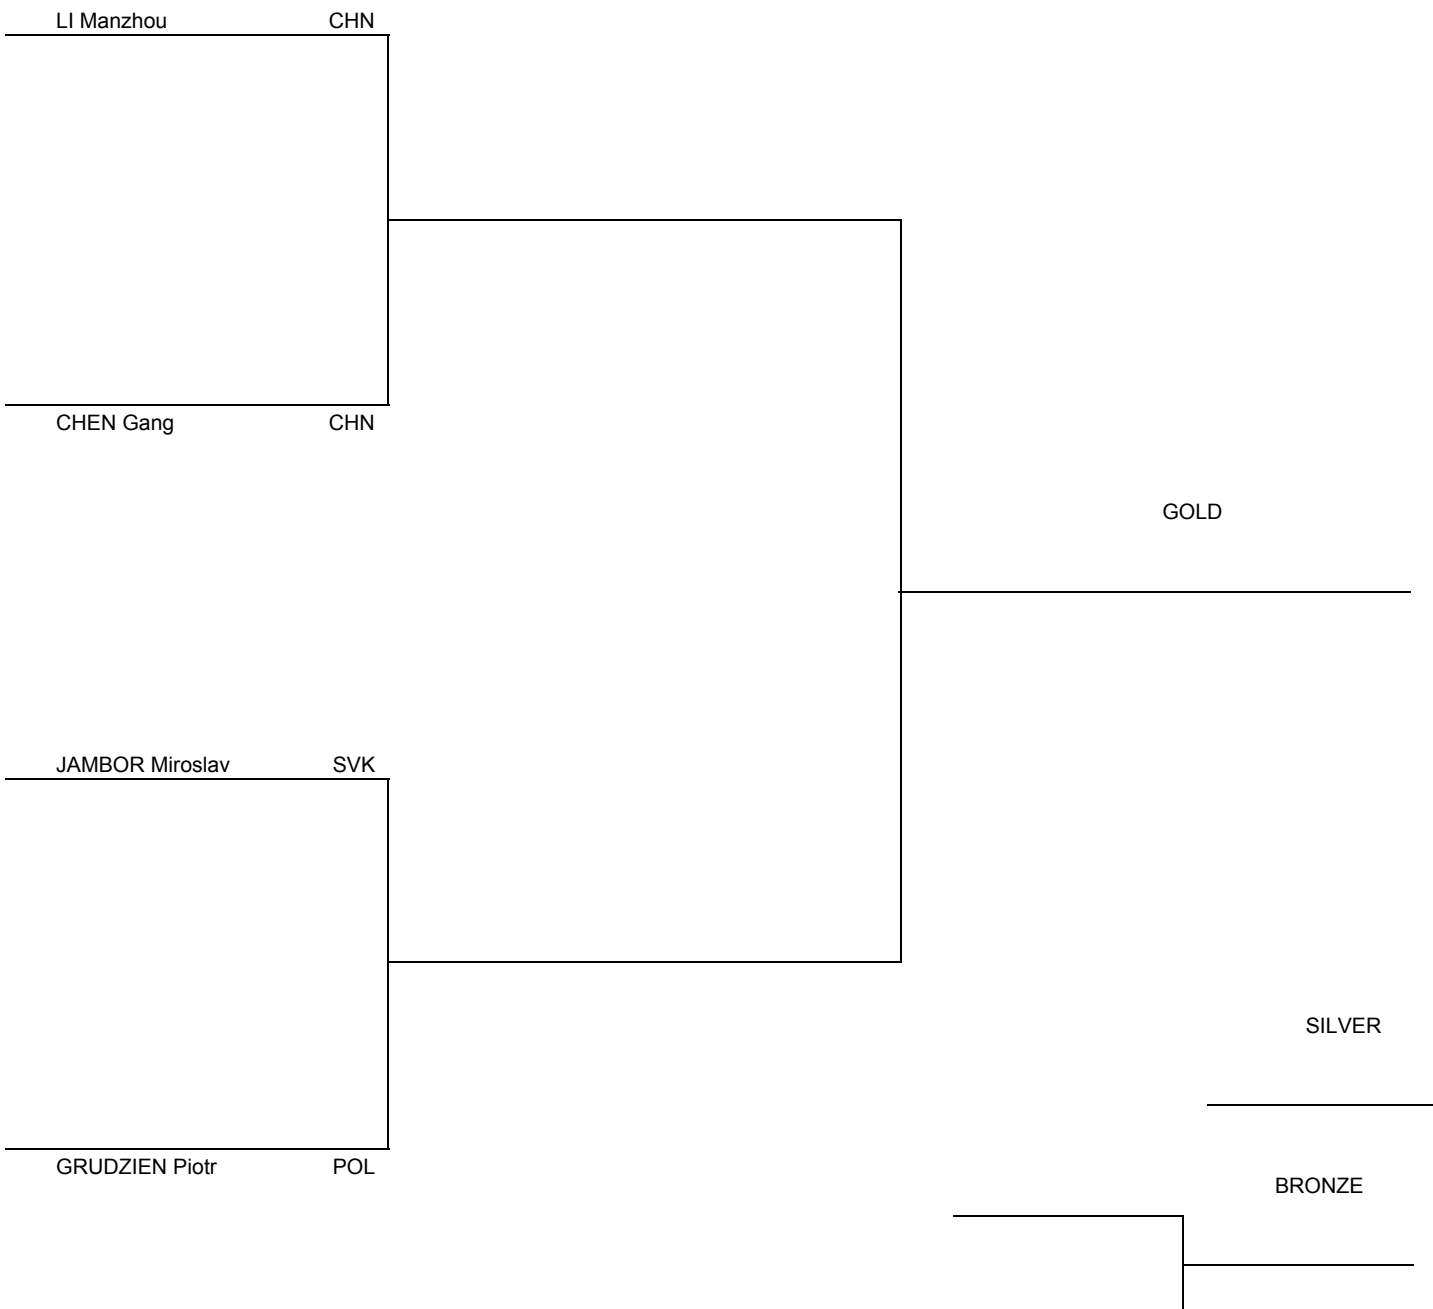 LI Manzhou CHN
CHEN Gang CHN
GOLD
JAMBOR Miroslav SVK
SILVER
GRUDZIEN Piotr POL
BRONZE